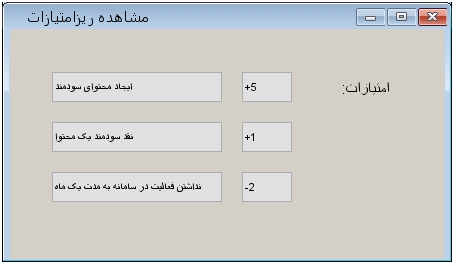 مشاهده ریزامتیازات
امتیازات:
+5
ایجاد محتوای سودمند
+1
نقد سودمند یک محتوا
-2
نداشتن فعالیت در سامانه به مدت یک ماه